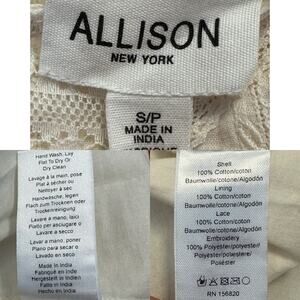 ALLISON
NEW YORK
S/P
MADE IN
INDIA
Hand Wash, Lay
Flat To Dry Or
Dry Clean
Lavage à la main, pose
Plat à sécher ou
Nettoyer à sec
Handwäsche, legen
Flach zum Trocknen oder
Trockenreinigung
Lavare a mano, laici
Piatto per asciugare o
Lavare a secco
Lavar a mano, poner
Plano para secar o
Lavar en seco
Made in India
Fabriqué en inde
Hergestellt in Indien
Fatto in India
Hecho en India
Shell
100% Cotton/coton
Baumwolle/cotone/Algodón
Lining
100% Cotton/coton
Baumwolle/cotone/Algodón
Lace
100% Cotton/coton
Baumwolle/cotone/Algodón
Embroidery
100% Polyester/polyester/
Polyester/poliestere/
Poliéster
RN 156820